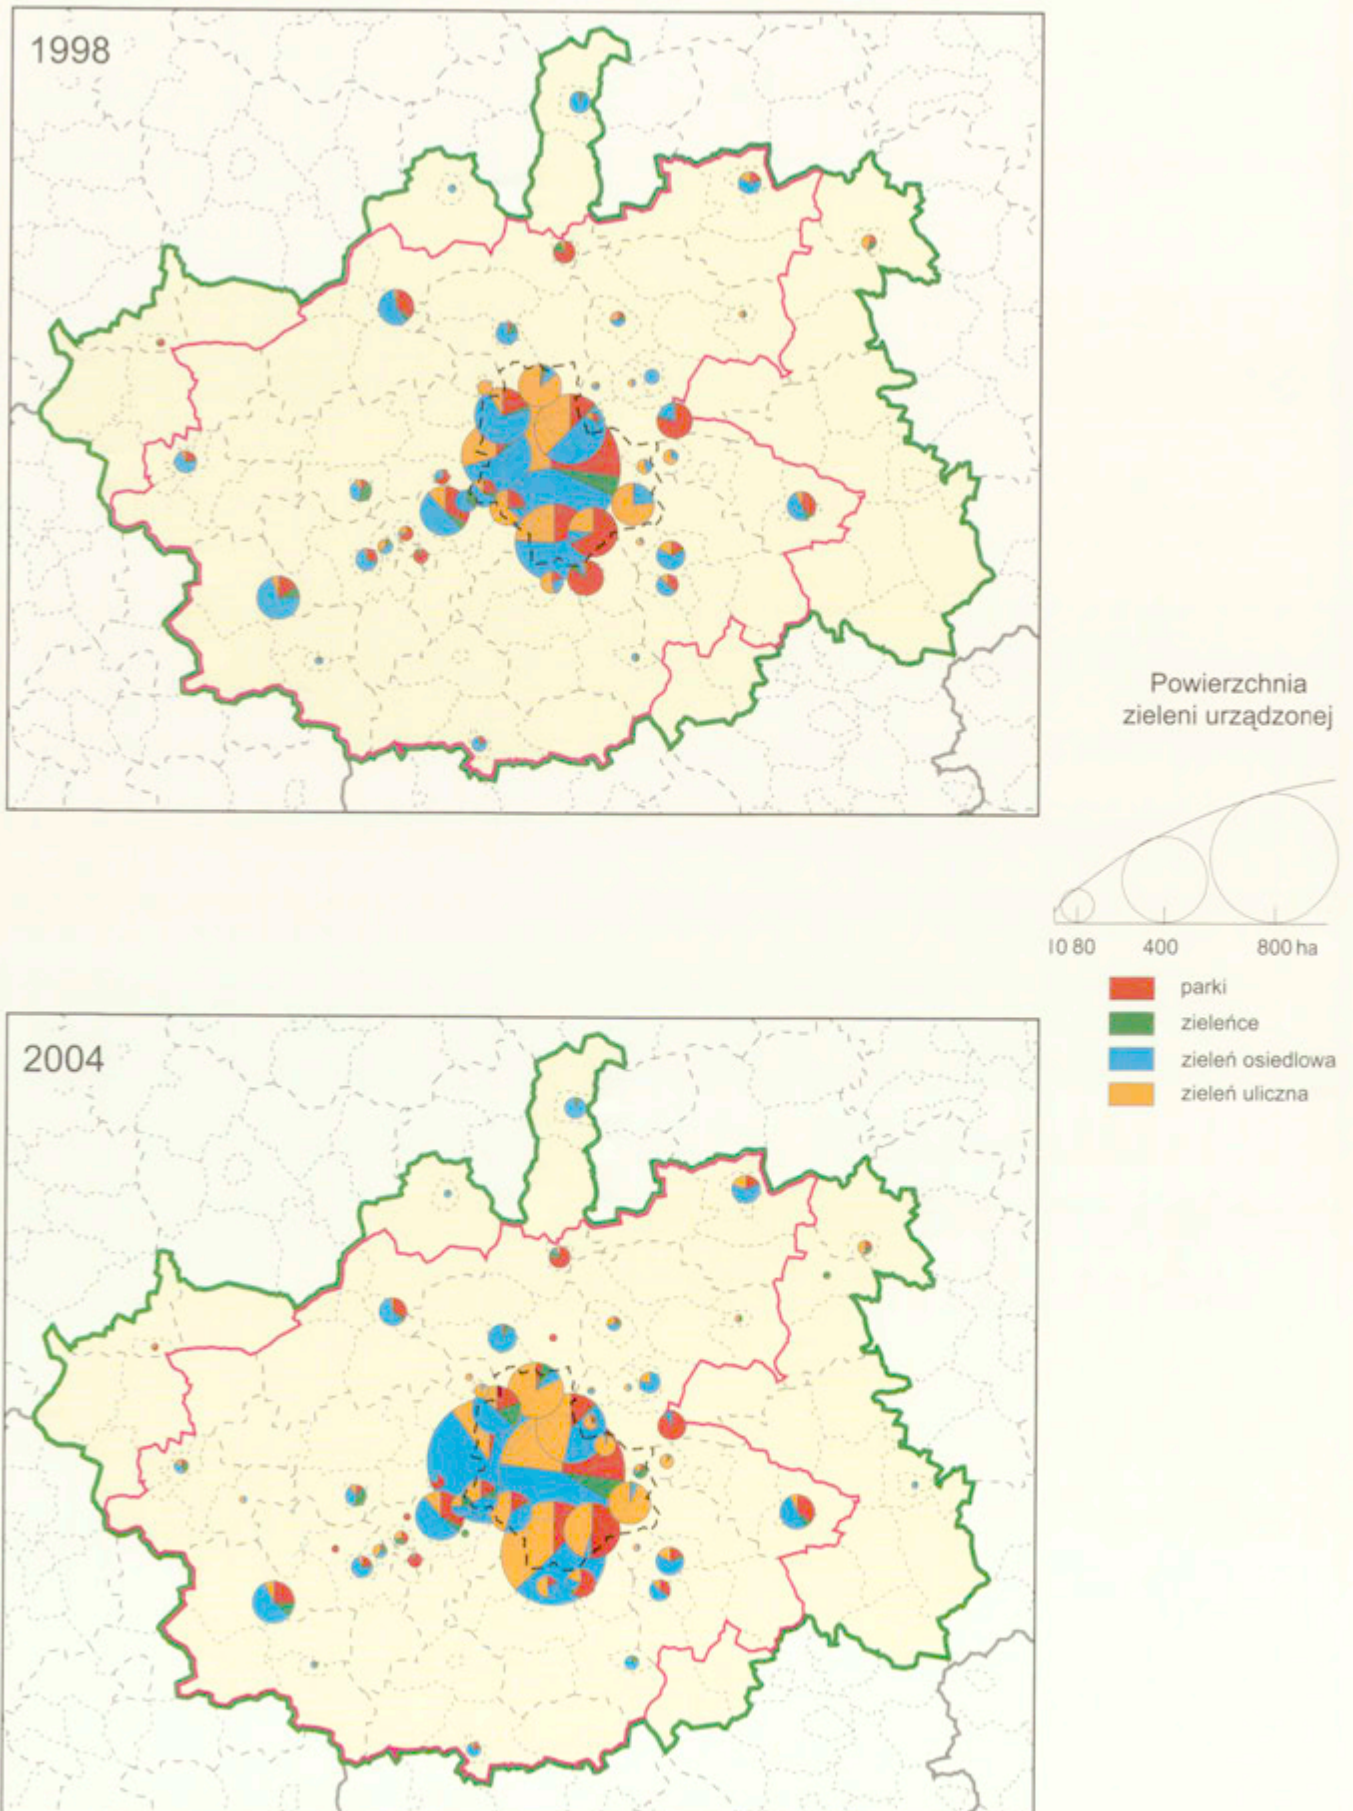 1998
Powierzchnia
zieleni urządzonej
10 80 400 800 ha
parki
zieleńce
zieleń osiedlowa
zieleń uliczna
2004